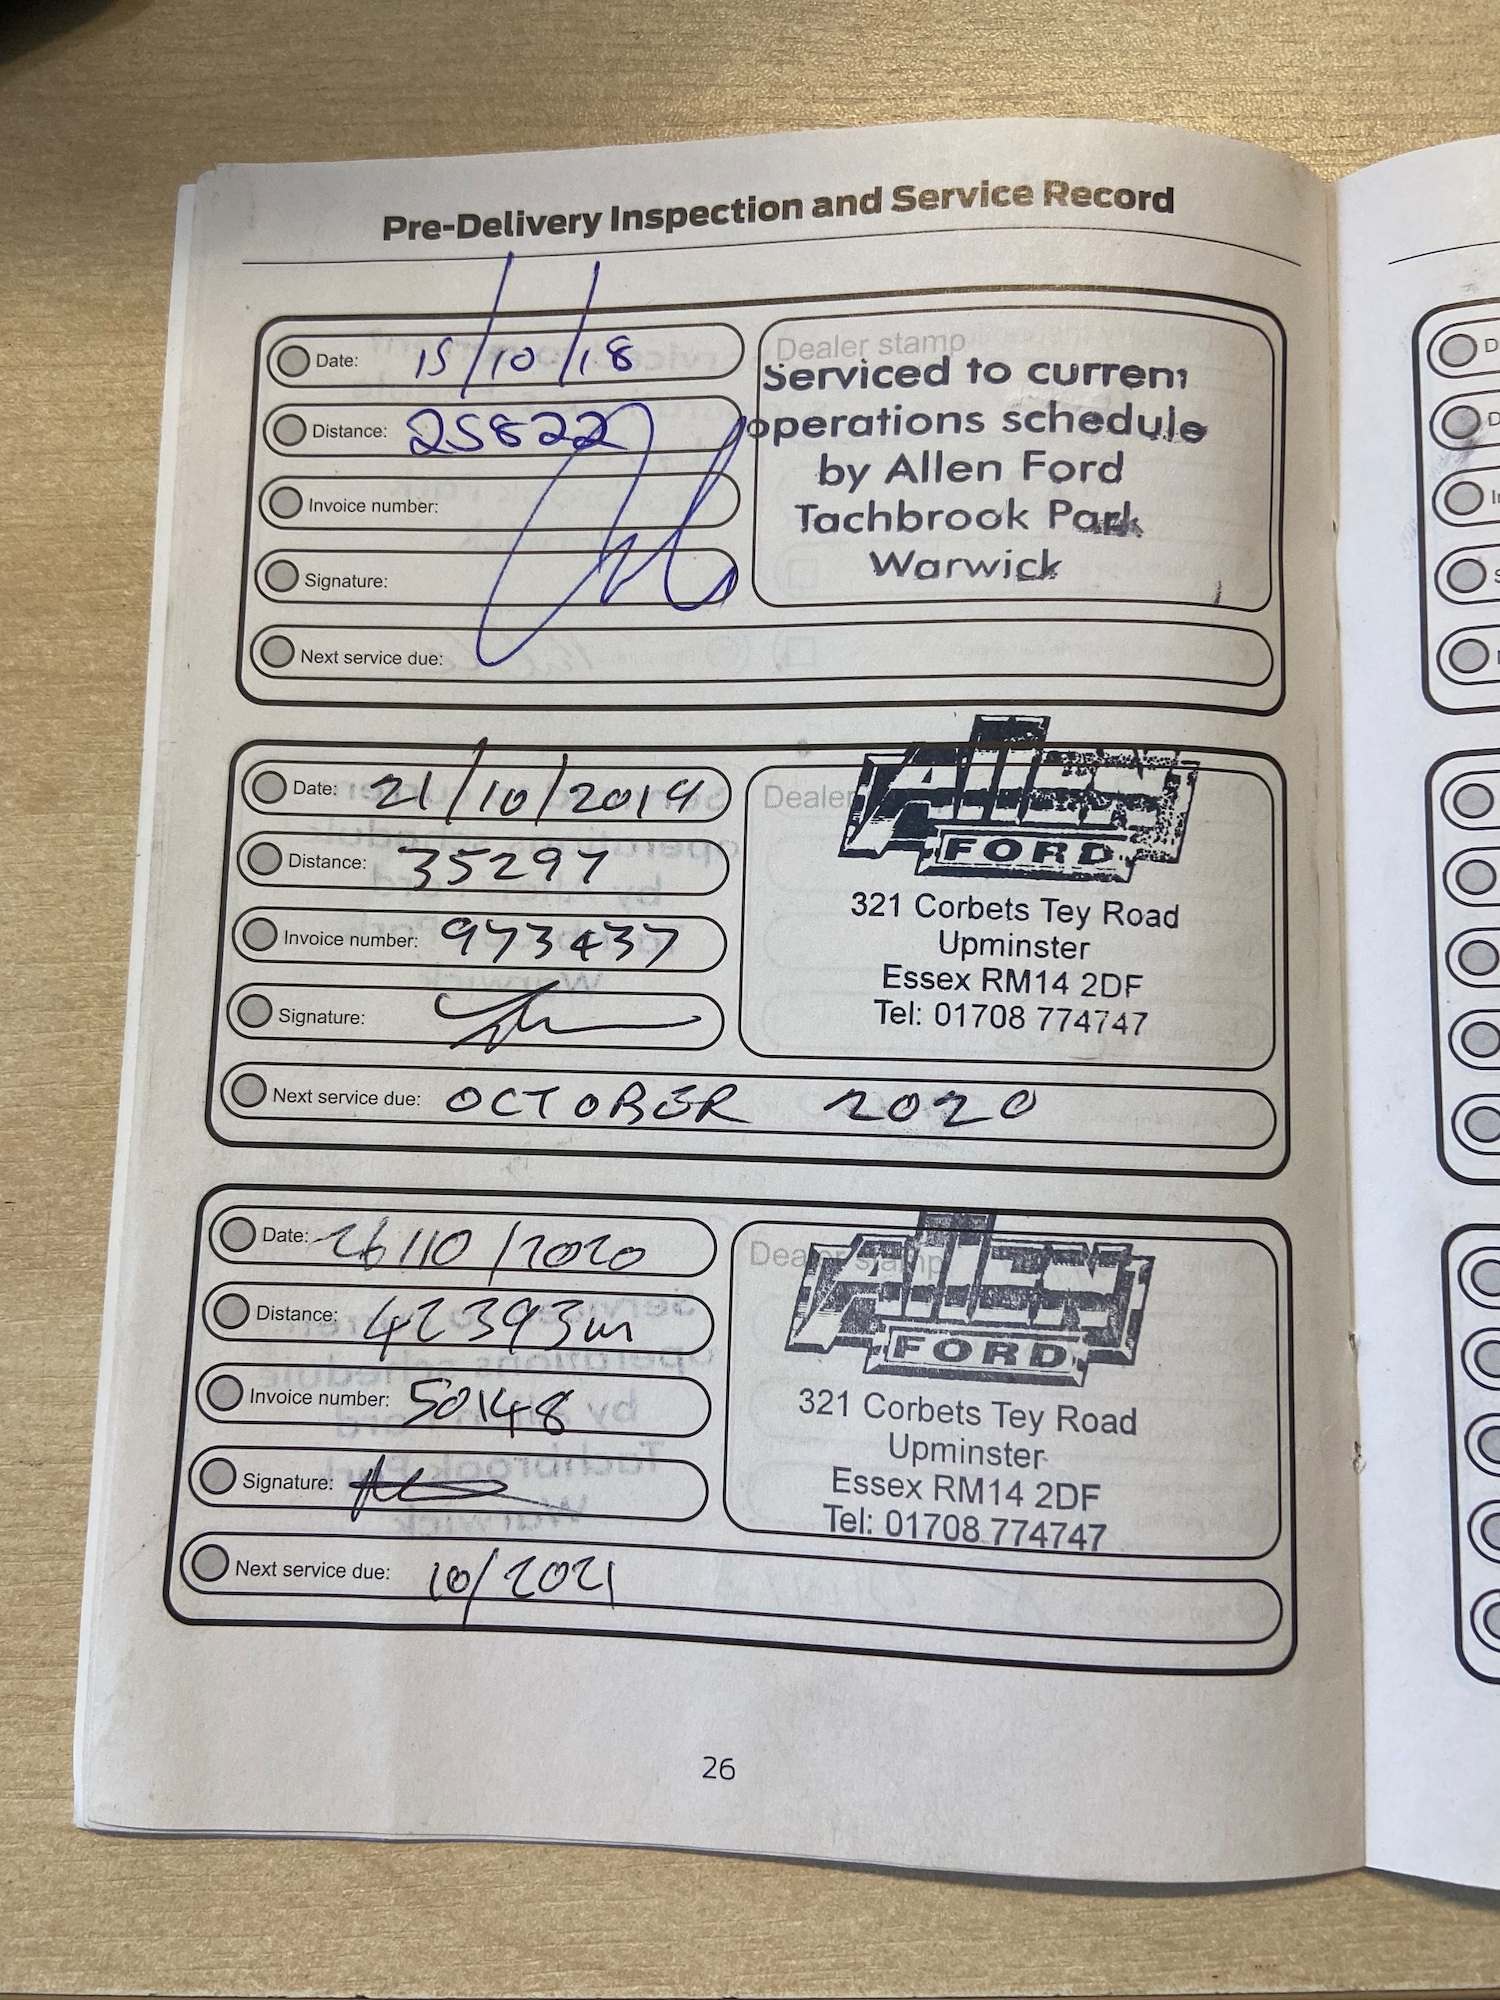 Pre-Delivery Inspection and Service Record
Date: 15/10/18
Distance: 25822
Invoice number:
Signature:
Next service due:
Dealer stamp
Serviced to current
operations schedule
by Allen Ford
Tachbrook Park
Warwick
Date: 21/10/2019
Distance: 35297
Invoice number: 973437
Signature:
Next service due: OCTOBER 2020
Dealer
ALLEN
FORD
321 Corbets Tey Road
Upminster
Essex RM14 2DF
Tel: 01708 774747
Date: 26/10/2020
Distance: 42393m
Invoice number: 50148
Signature:
Next service due: 10/2021
Dealer stamp
ALLEN
FORD
321 Corbets Tey Road
Upminster
Essex RM14 2DF
Tel: 01708 774747
26